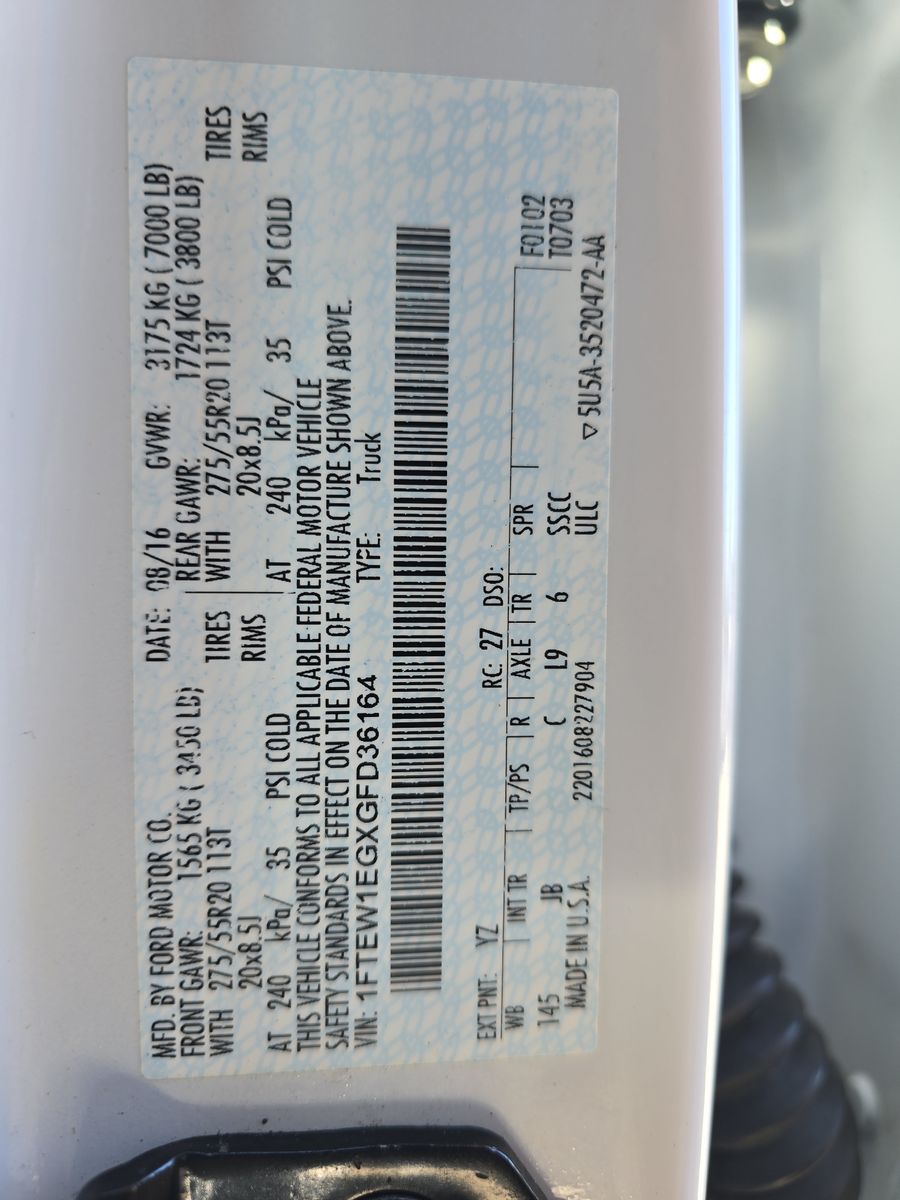 MFD. BY FORD MOTOR CO. DATE: 08/16 GVWR: 3175 KG ( 7000 LB)
FRONT GAWR: 1565 KG ( 3450 LB) REAR GAWR: 1724 KG ( 3800 LB)
WITH 275/55R20 113T TIRES WITH 275/55R20 113T TIRES
20x8.5J RIMS 20x8.5J RIMS
AT 240 kPa/ 35 PSI COLD AT 240 kPa/ 35 PSI COLD
THIS VEHICLE CONFORMS TO ALL APPLICABLE FEDERAL MOTOR VEHICLE
SAFETY STANDARDS IN EFFECT ON THE DATE OF MANUFACTURE SHOWN ABOVE.
VIN: 1FTEW1EGXGFD36164 TYPE: Truck
EXT PNT: YZ RC: 27 DSO: F0102
WB INT TR TP/PS R AXLE TR SPR T0703
145 JB C L9 6 SSCC
MADE IN U.S.A. 2201608227904 ULC ▽5U5A-3520472-AA